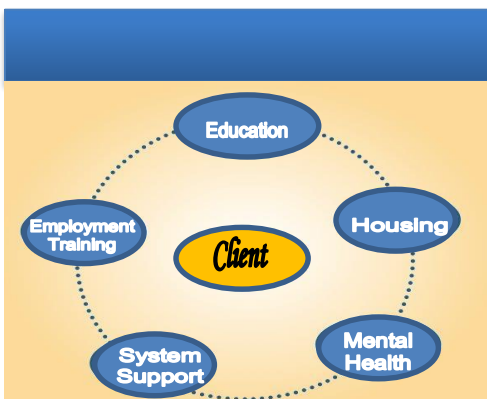 Education
Housing
Mental
Health
System
Support
Employment
Training
Client